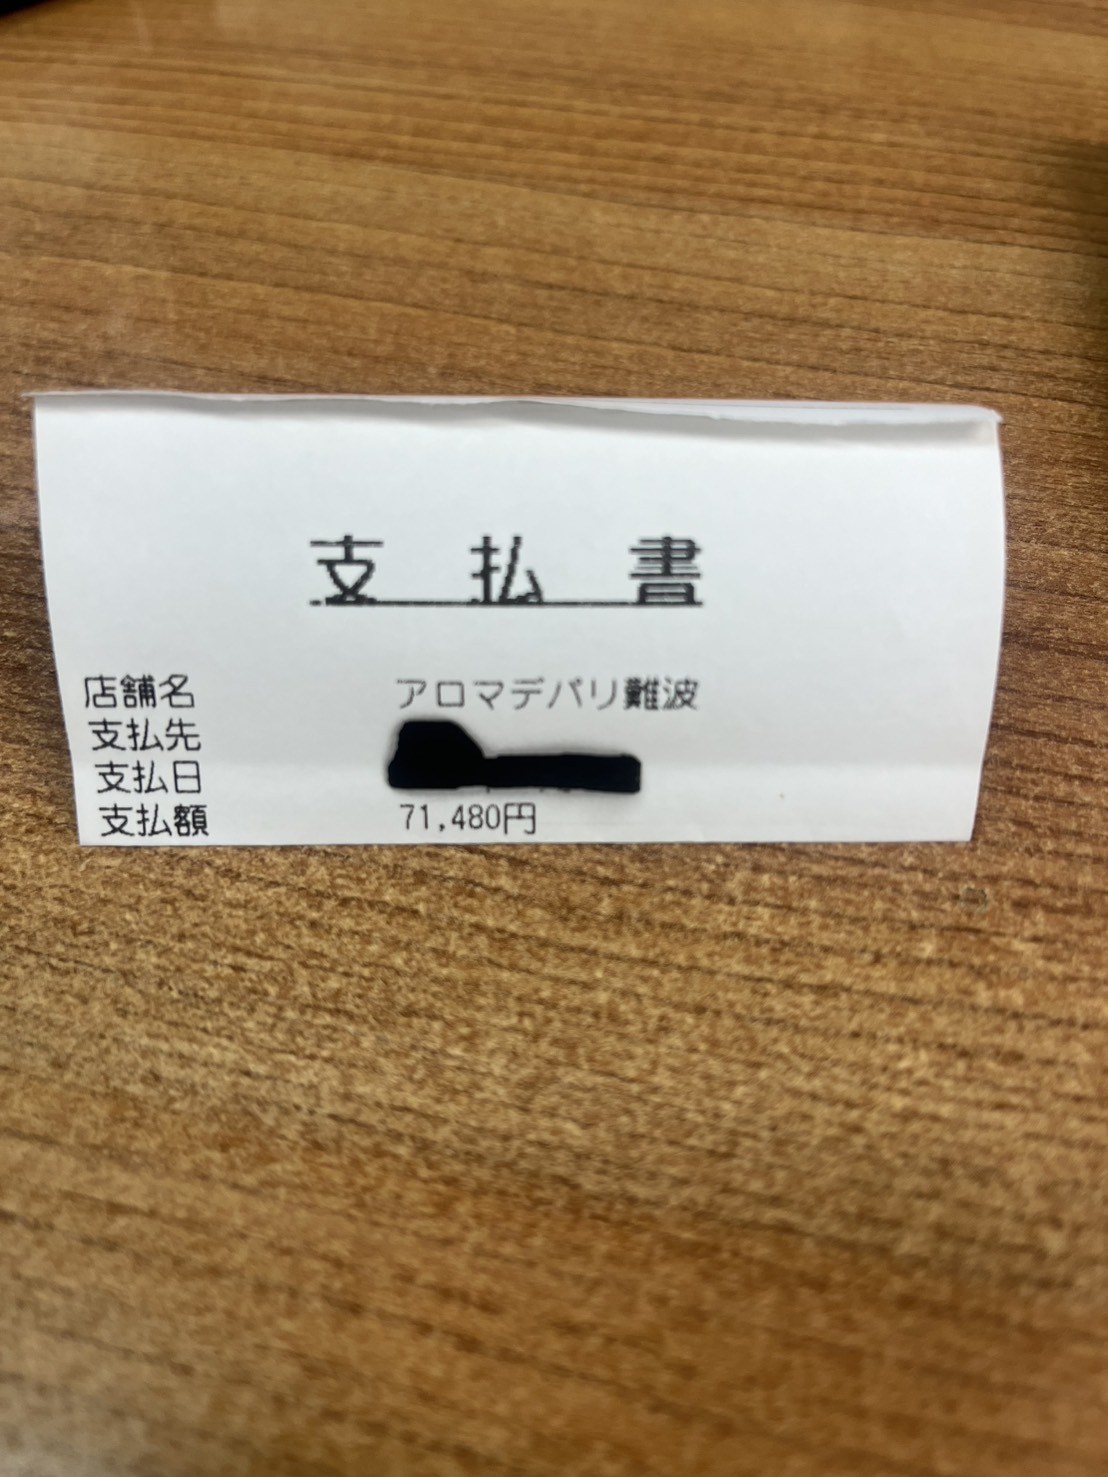 支払書
店舗名 アロマデパリ難波
支払先
支払日
支払額 71,480円